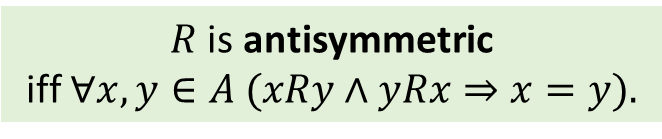 R is antisymmetric
iff ∀x, y ∈ A (xRy ∧ yRx ⇒ x = y).